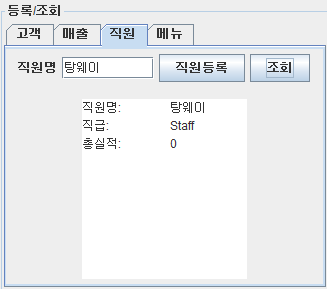 등록/조회
고객 매출 직원 메뉴
직원명 탕웨이 직원등록 조회
직원명: 탕웨이
직급: Staff
총실적: 0